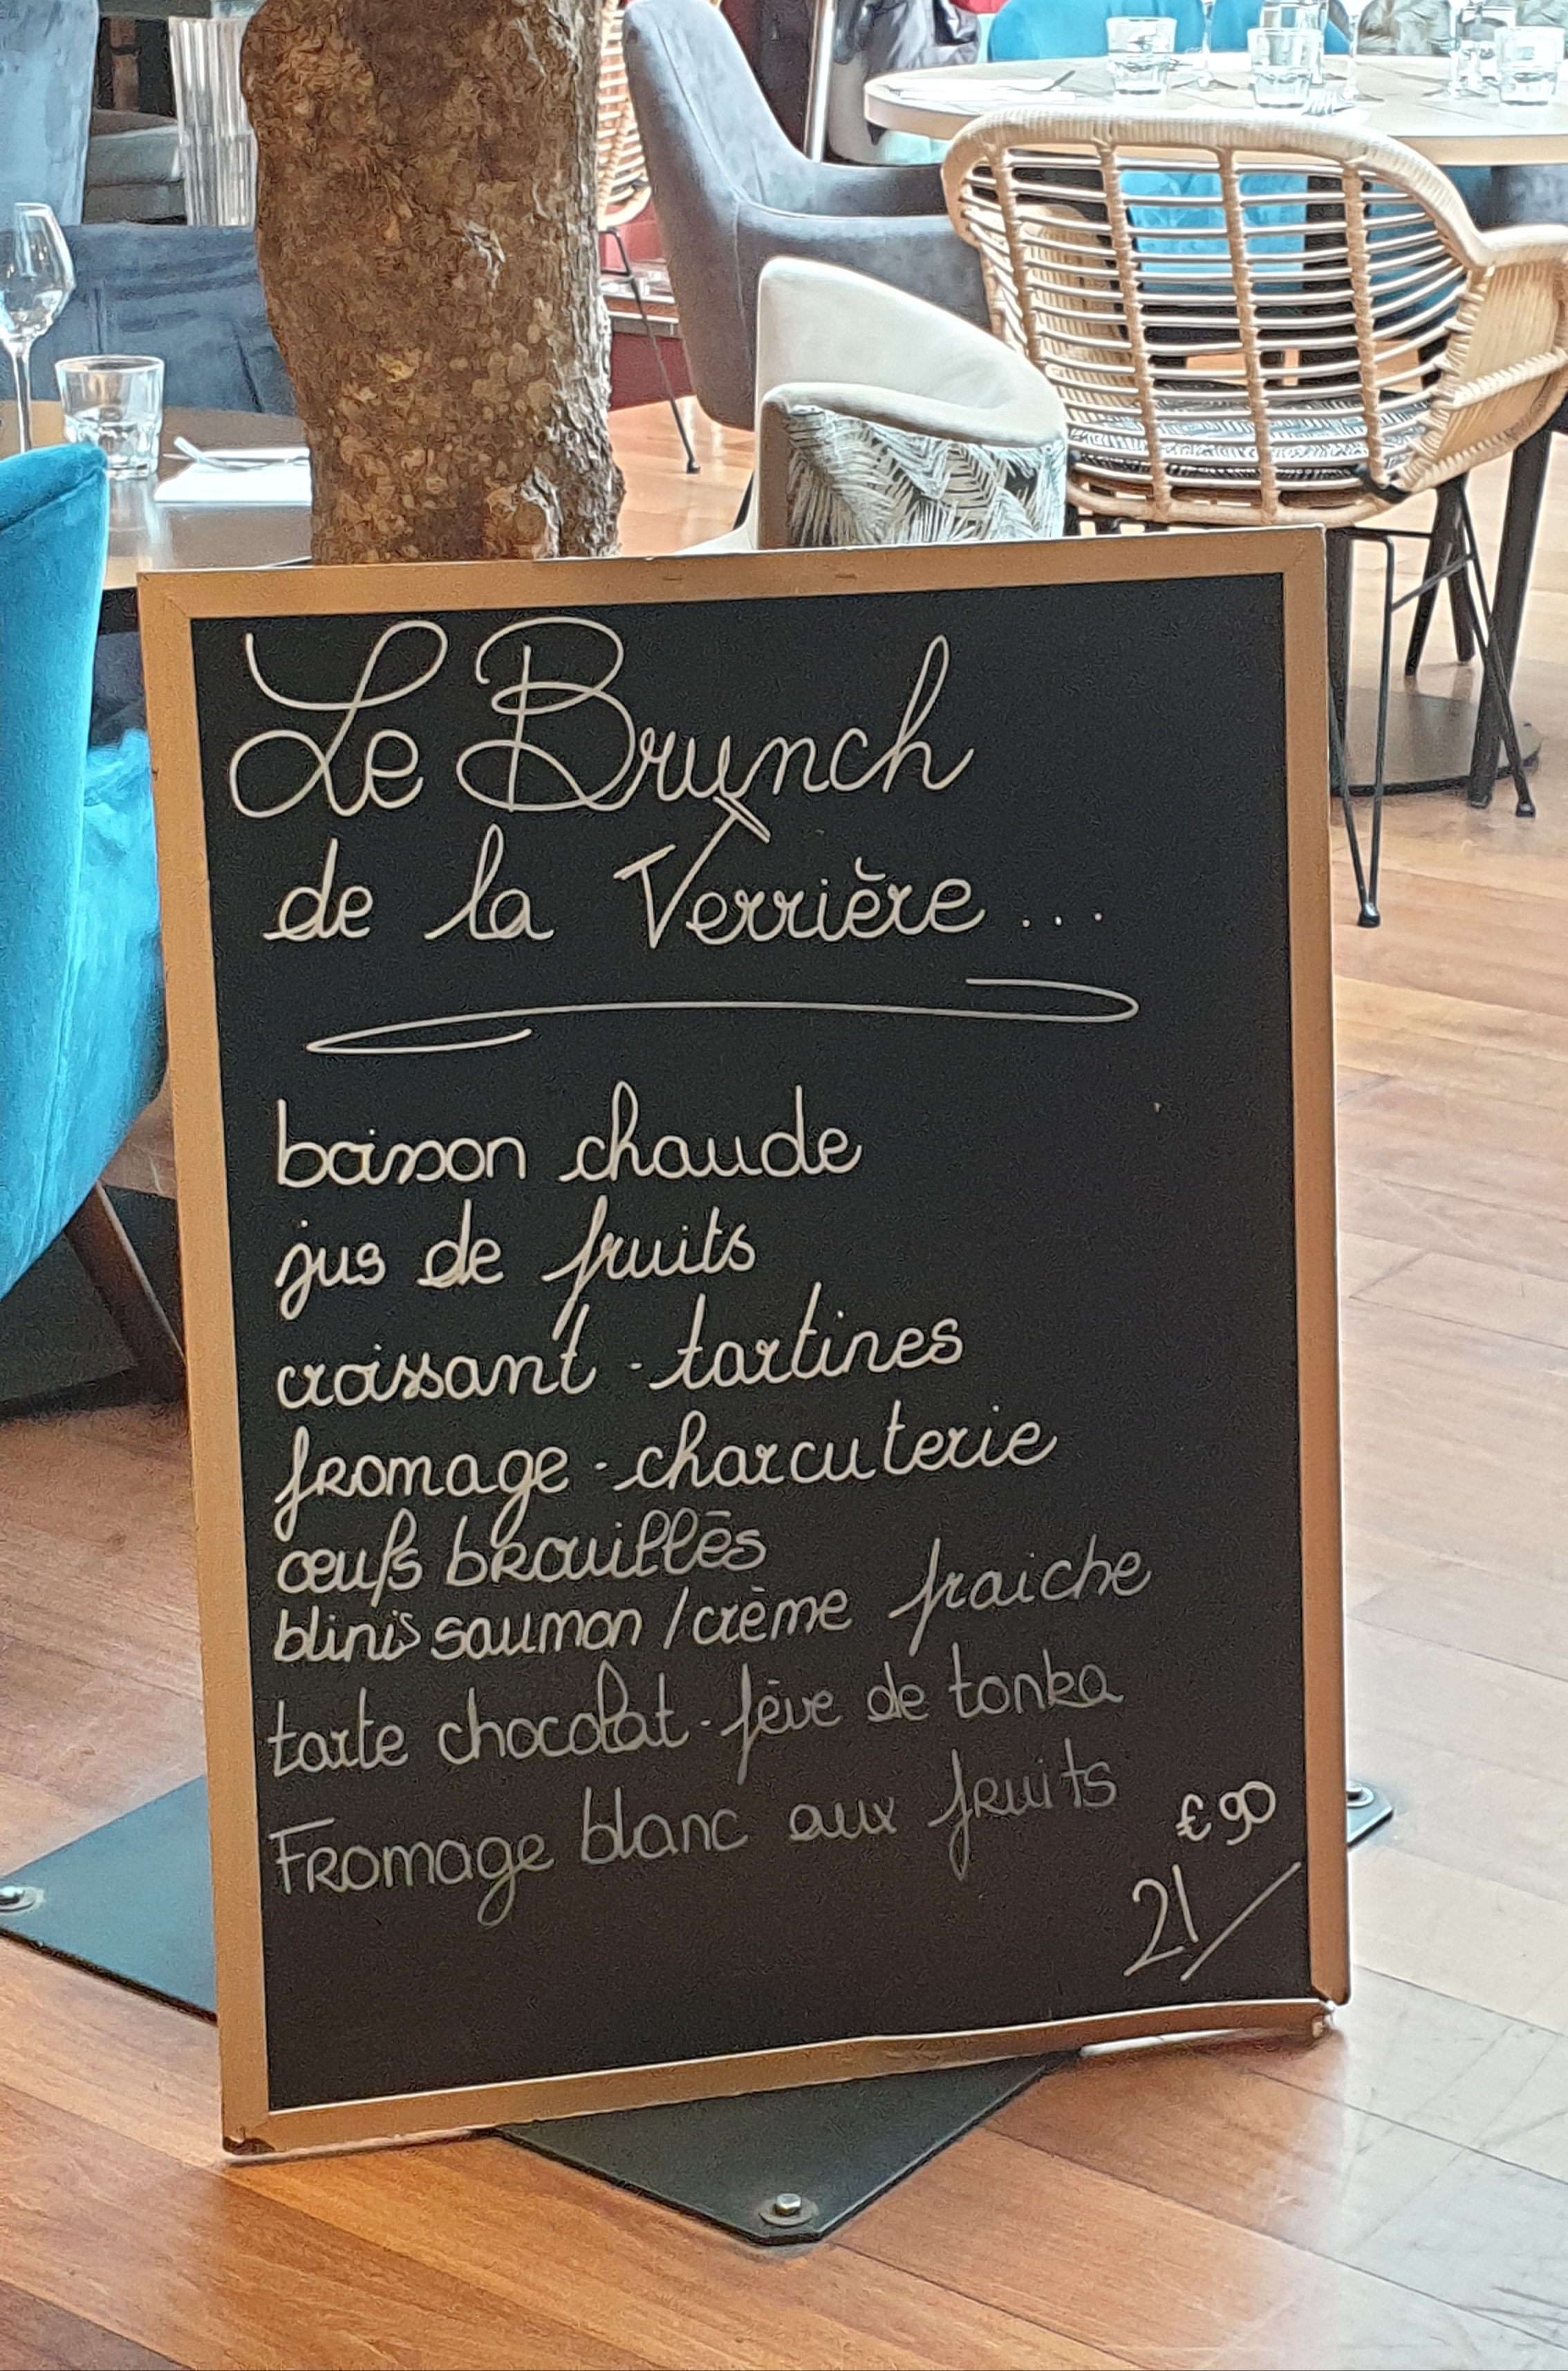 Le Brunch
de la Verrière...
boisson chaude
jus de fruits
croissant - tartines
fromage - charcuterie
œufs brouillés
blinis saumon / crème fraiche
tarte chocolat - fève de tonka
Fromage blanc aux fruits
€90
21/